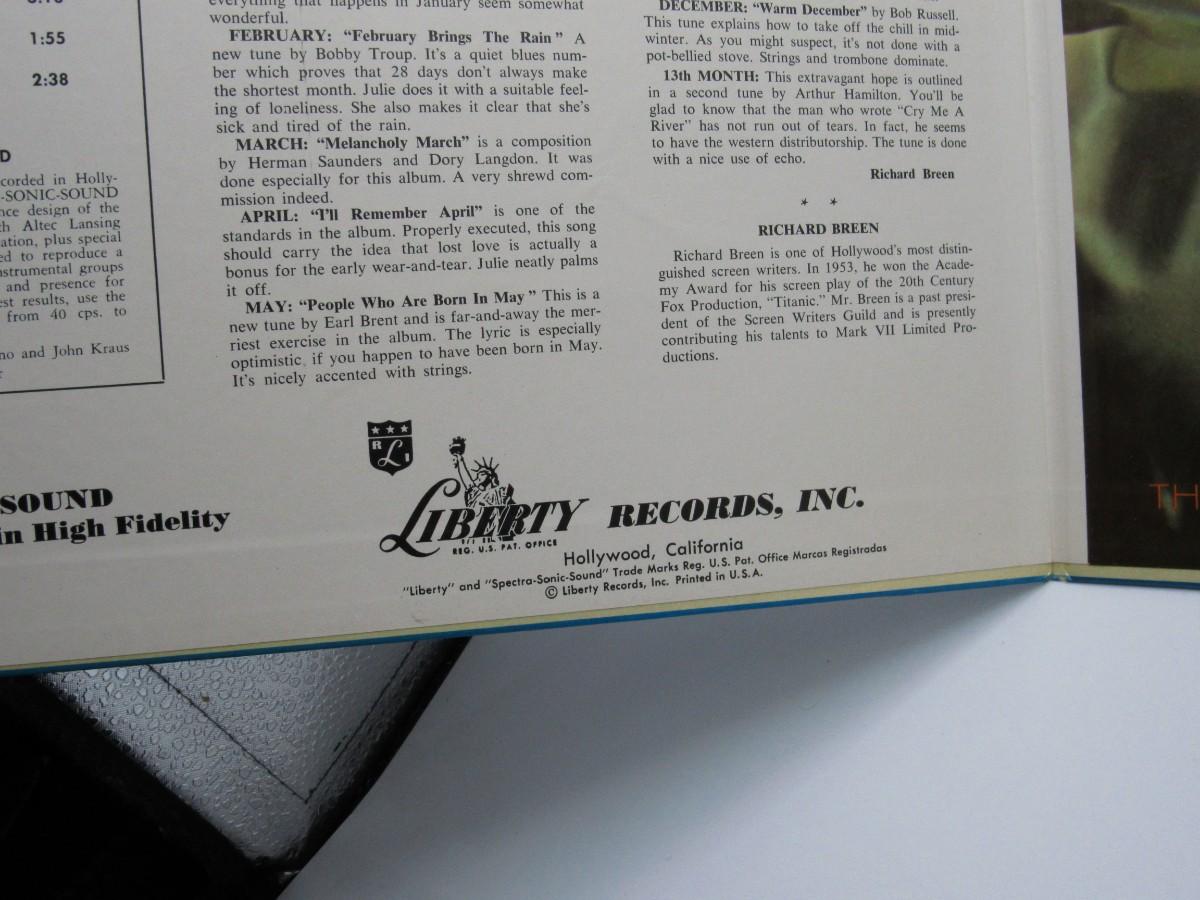 1:55
2:38
D
corded in Holly-
-SONIC-SOUND
nce design of the
th Altec Lansing
ation, plus special
ed to reproduce a
nstrumental groups
and presence for
est results, use the
from 40 cps. to
no and John Kraus
SOUND
in High Fidelity
everything that happens in January seem somewhat
wonderful.
FEBRUARY: “February Brings The Rain” A
new tune by Bobby Troup. It's a quiet blues num-
ber which proves that 28 days don't always make
the shortest month. Julie does it with a suitable feel-
ing of loneliness. She also makes it clear that she's
sick and tired of the rain.
MARCH: “Melancholy March” is a composition
by Herman Saunders and Dory Langdon. It was
done especially for this album. A very shrewd com-
mission indeed.
APRIL: “I'll Remember April” is one of the
standards in the album. Properly executed, this song
should carry the idea that lost love is actually a
bonus for the early wear-and-tear. Julie neatly palms
it off.
MAY: “People Who Are Born In May” This is a
new tune by Earl Brent and is far-and-away the mer-
riest exercise in the album. The lyric is especially
optimistic, if you happen to have been born in May.
It's nicely accented with strings.
DECEMBER: “Warm December” by Bob Russell.
This tune explains how to take off the chill in mid-
winter. As you might suspect, it's not done with a
pot-bellied stove. Strings and trombone dominate.
13th MONTH: This extravagant hope is outlined
in a second tune by Arthur Hamilton. You'll be
glad to know that the man who wrote “Cry Me A
River” has not run out of tears. In fact, he seems
to have the western distributorship. The tune is done
with a nice use of echo.
Richard Breen
* *
RICHARD BREEN
Richard Breen is one of Hollywood's most distin-
guished screen writers. In 1953, he won the Acade-
my Award for his screen play of the 20th Century
Fox Production, “Titanic.” Mr. Breen is a past presi-
dent of the Screen Writers Guild and is presently
contributing his talents to Mark VII Limited Pro-
ductions.
R L I
LIBERTY RECORDS, INC.
REG. U.S. PAT. OFFICE
Hollywood, California
"Liberty" and "Spectra-Sonic-Sound" Trade Marks Reg. U.S. Pat. Office Marcas Registradas
© Liberty Records, Inc. Printed in U.S.A.
TH